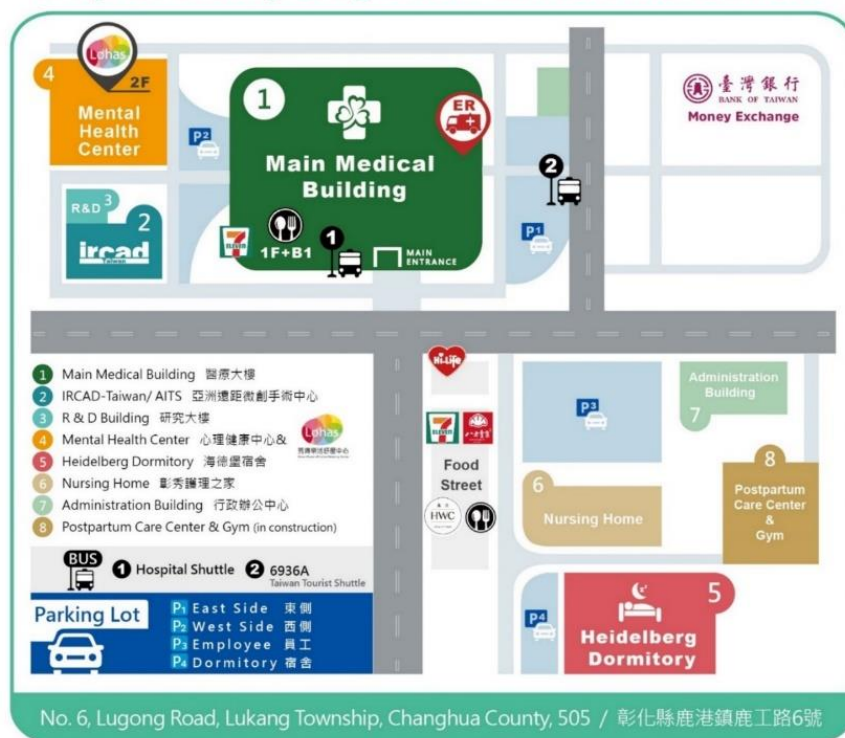 Lohas
4
2F
Mental
Health
Center
P2
1
ER
Main Medical
Building
臺灣銀行
BANK OF TAIWAN
Money Exchange
2
P1
R&D
3
2
ircad
Taiwan
7
ELEVEN
1F+B1
1
MAIN
ENTRANCE
Hi-Life
1 Main Medical Building 醫療大樓
2 IRCAD-Taiwan/ AITS 亞洲遠距微創手術中心
3 R & D Building 研究大樓
4 Mental Health Center 心理健康中心&
Lohas
5 Heidelberg Dormitory 海德堡宿舍
6 Nursing Home 彰秀護理之家
7 Administration Building 行政辦公中心
8 Postpartum Care Center & Gym (in construction)
7
ELEVEN
Food
Street
HWC
P3
Administration
Building
7
6
Nursing Home
8
Postpartum
Care Center
&
Gym
BUS
1 Hospital Shuttle 2 6936A
Taiwan Tourist Shuttle
Parking Lot
P1 East Side 東側
P2 West Side 西側
P3 Employee 員工
P4 Dormitory 宿舍
P4
5
Heidelberg
Dormitory
No. 6, Lugong Road, Lukang Township, Changhua County, 505 / 彰化縣鹿港鎮鹿工路6號